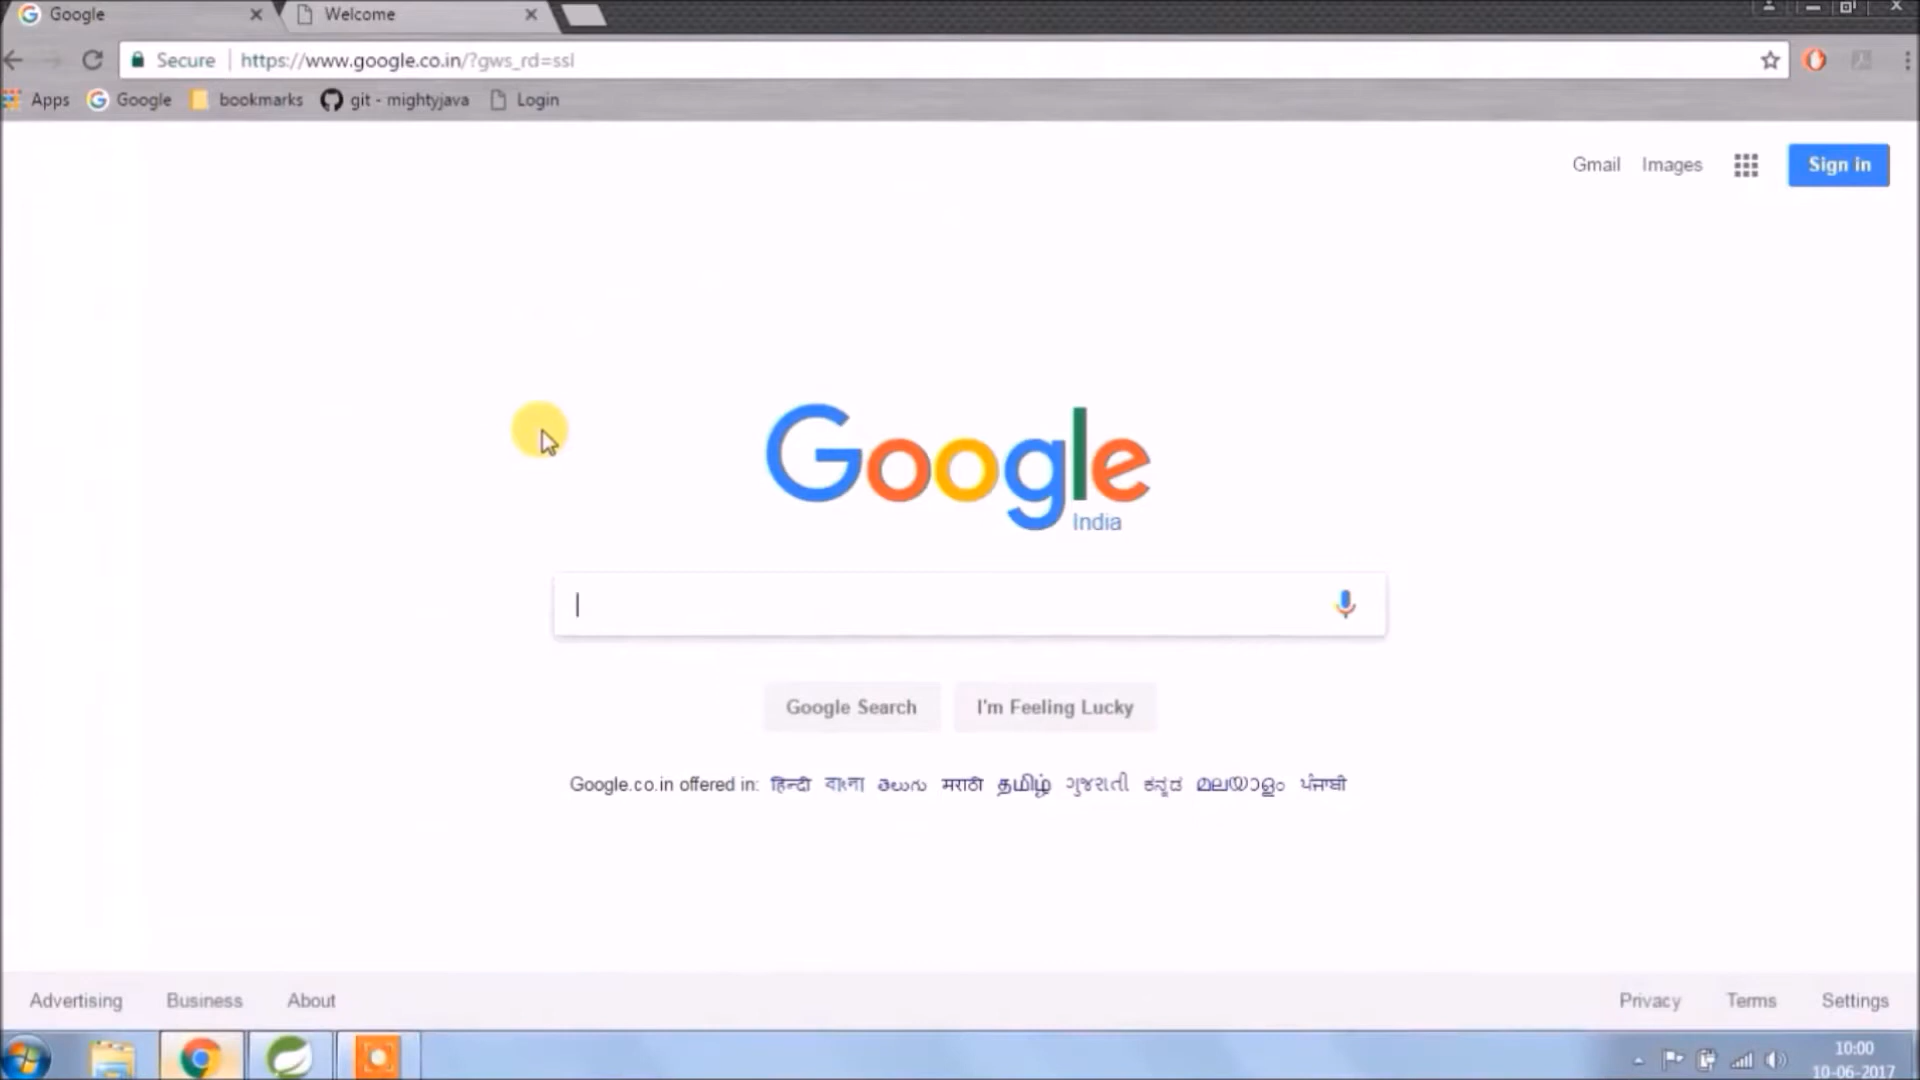 Google
Welcome
Secure https://www.google.co.in/?gws_rd=ssl
Apps Google bookmarks git - mightyjava Login
Gmail Images Sign in
Google
India
Google Search I'm Feeling Lucky
Google.co.in offered in: हिन्दी বাংলা తెలుగు मराठी தமிழ் ગુજરાતી ಕನ್ನಡ മലയാളം ਪੰਜਾਬੀ
Advertising Business About Privacy Terms Settings
10:00
10-06-2017